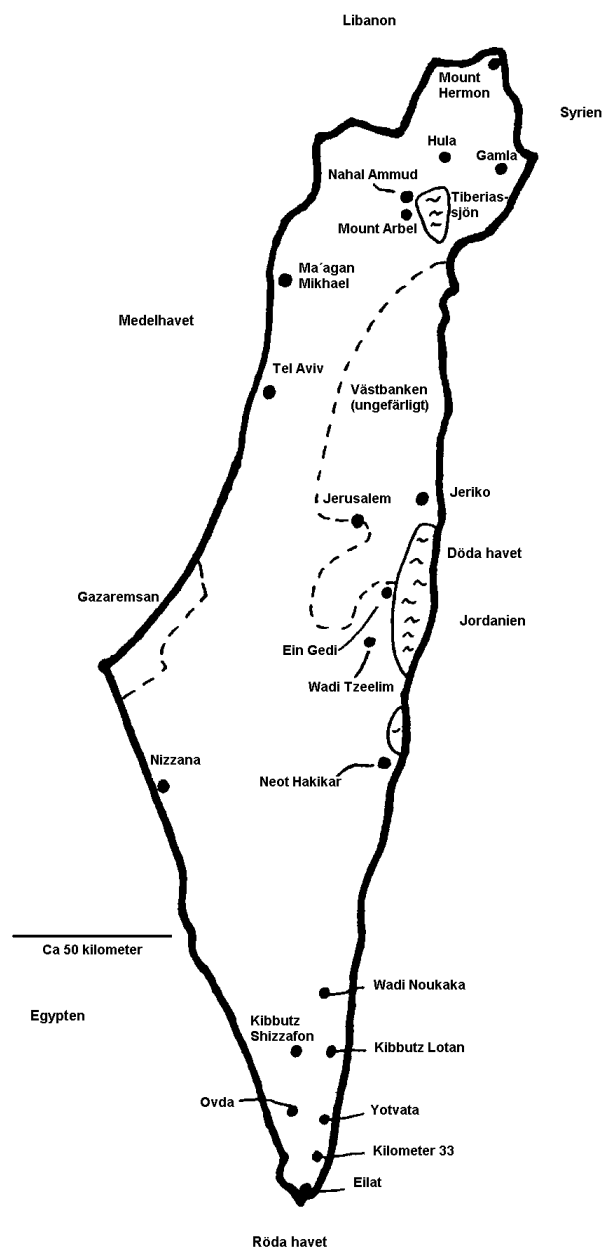 Libanon
Mount
Hermon
Syrien
Hula
Gamla
Nahal Ammud
Tiberias-
sjön
Mount Arbel
Ma´agan
Mikhael
Medelhavet
Tel Aviv
Västbanken
(ungefärligt)
Jerusalem
Jeriko
Döda havet
Gazaremsan
Jordanien
Ein Gedi
Wadi Tzeelim
Nizzana
Neot Hakikar
Ca 50 kilometer
Wadi Noukaka
Egypten
Kibbutz
Shizzafon
Kibbutz Lotan
Ovda
Yotvata
Kilometer 33
Eilat
Röda havet